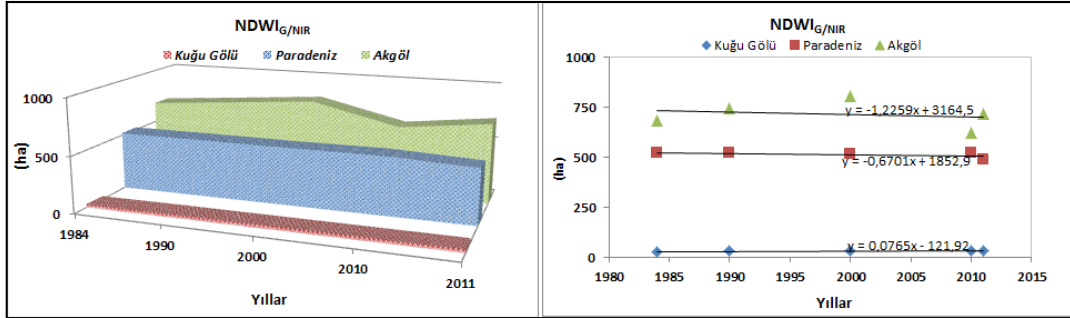 NDWI G/NIR
Kuğu Gölü Paradeniz Akgöl
1000
500
0
(ha)
1984
1990
2000
2010
2011
Yıllar
NDWI G/NIR
Kuğu Gölü Paradeniz Akgöl
1000
750
500
250
0
(ha)
y = -1,2259x + 3164,5
y = -0,6701x + 1852,9
y = 0,0765x - 121,92
1980 1985 1990 1995 2000 2005 2010 2015
Yıllar